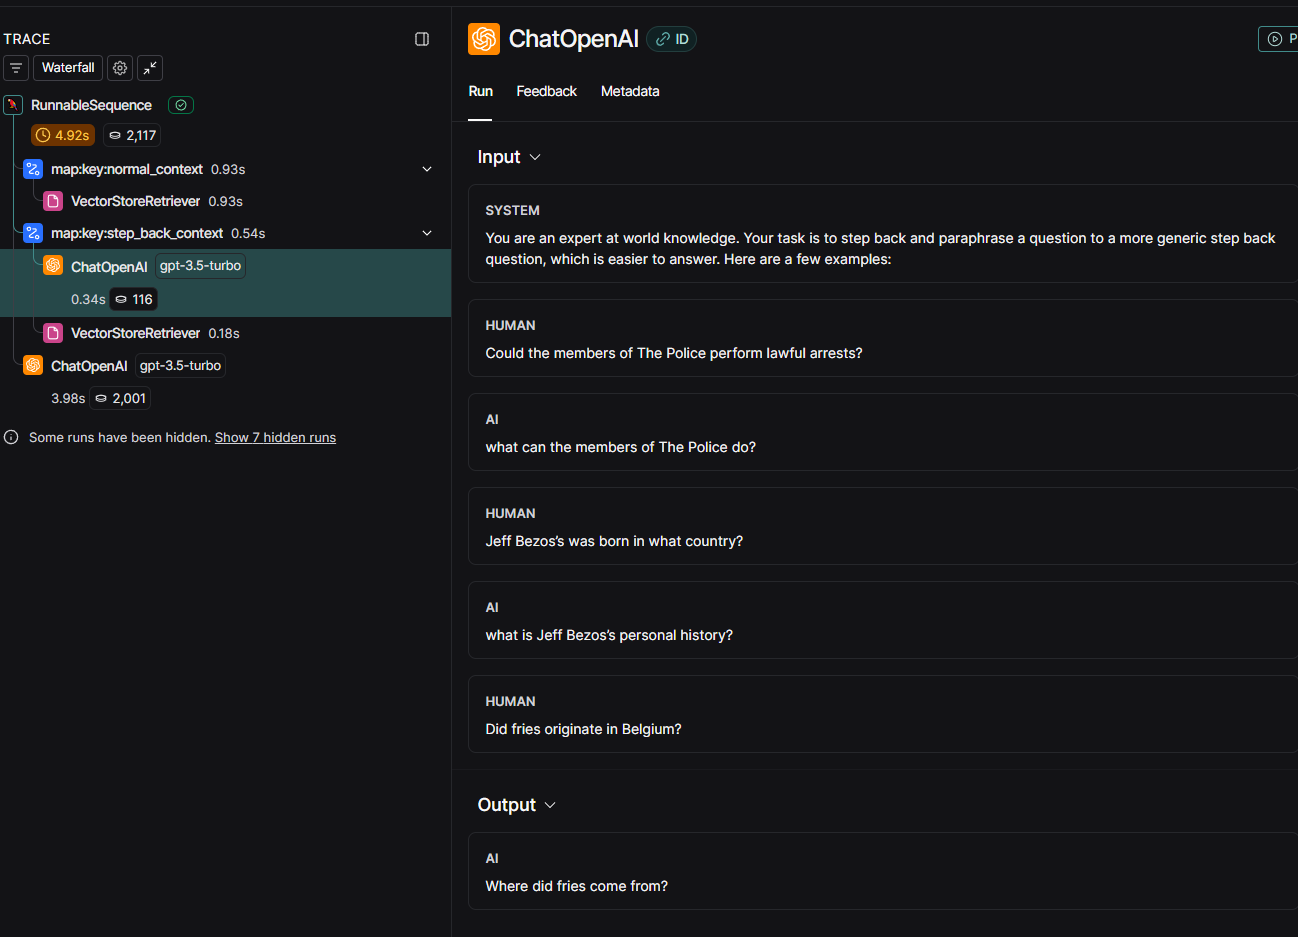 TRACE
Waterfall
RunnableSequence
4.92s 2,117
map:key:normal_context 0.93s
VectorStoreRetriever 0.93s
map:key:step_back_context 0.54s
ChatOpenAI gpt-3.5-turbo
0.34s 116
VectorStoreRetriever 0.18s
ChatOpenAI gpt-3.5-turbo
3.98s 2,001
Some runs have been hidden. Show 7 hidden runs
ChatOpenAI ID
P
Run Feedback Metadata
Input
SYSTEM
You are an expert at world knowledge. Your task is to step back and paraphrase a question to a more generic step back
question, which is easier to answer. Here are a few examples:
HUMAN
Could the members of The Police perform lawful arrests?
AI
what can the members of The Police do?
HUMAN
Jeff Bezos’s was born in what country?
AI
what is Jeff Bezos’s personal history?
HUMAN
Did fries originate in Belgium?
Output
AI
Where did fries come from?